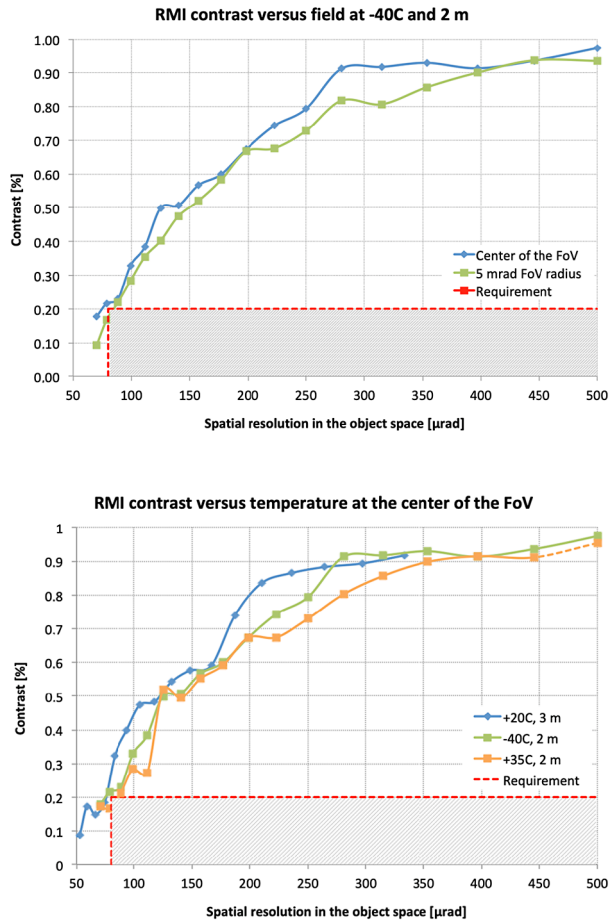 RMI contrast versus field at -40C and 2 m
1.00
0.90
0.80
0.70
0.60
0.50
0.40
0.30
0.20
0.10
0.00
Contrast [%]
Center of the FoV
5 mrad FoV radius
Requirement
50 100 150 200 250 300 350 400 450 500
Spatial resolution in the object space [μrad]
RMI contrast versus temperature at the center of the FoV
1
0.9
0.8
0.7
0.6
0.5
0.4
0.3
0.2
0.1
0
Contrast [%]
+20C, 3 m
-40C, 2 m
+35C, 2 m
Requirement
50 100 150 200 250 300 350 400 450 500
Spatial resolution in the object space [μrad]